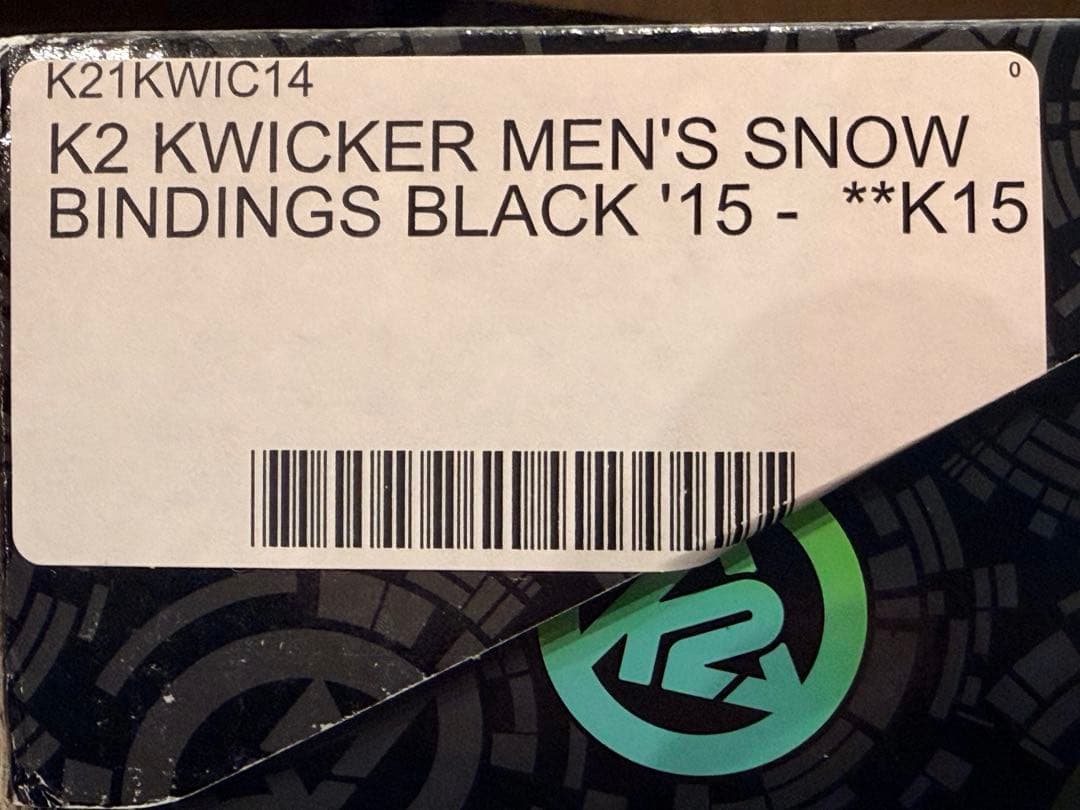 K21KWIC14
0
K2 KWICKER MEN'S SNOW
BINDINGS BLACK '15 - **K15
K2